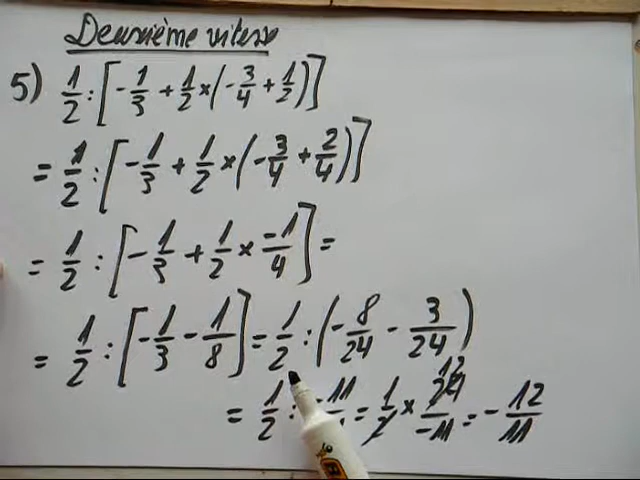 Deuxième vitesse
5) 1/2 : [-1/3 + 1/2 × (-3/4 + 1/2)]
= 1/2 : [-1/3 + 1/2 × (-3/4 + 2/4)]
= 1/2 : [-1/3 + 1/2 × -1/4] =
= 1/2 : [-1/3 - 1/8] = 1/2 : (-8/24 - 3/24)
= 1/2 : -11/ = 1/2 × 24/-11 = -12/11
12